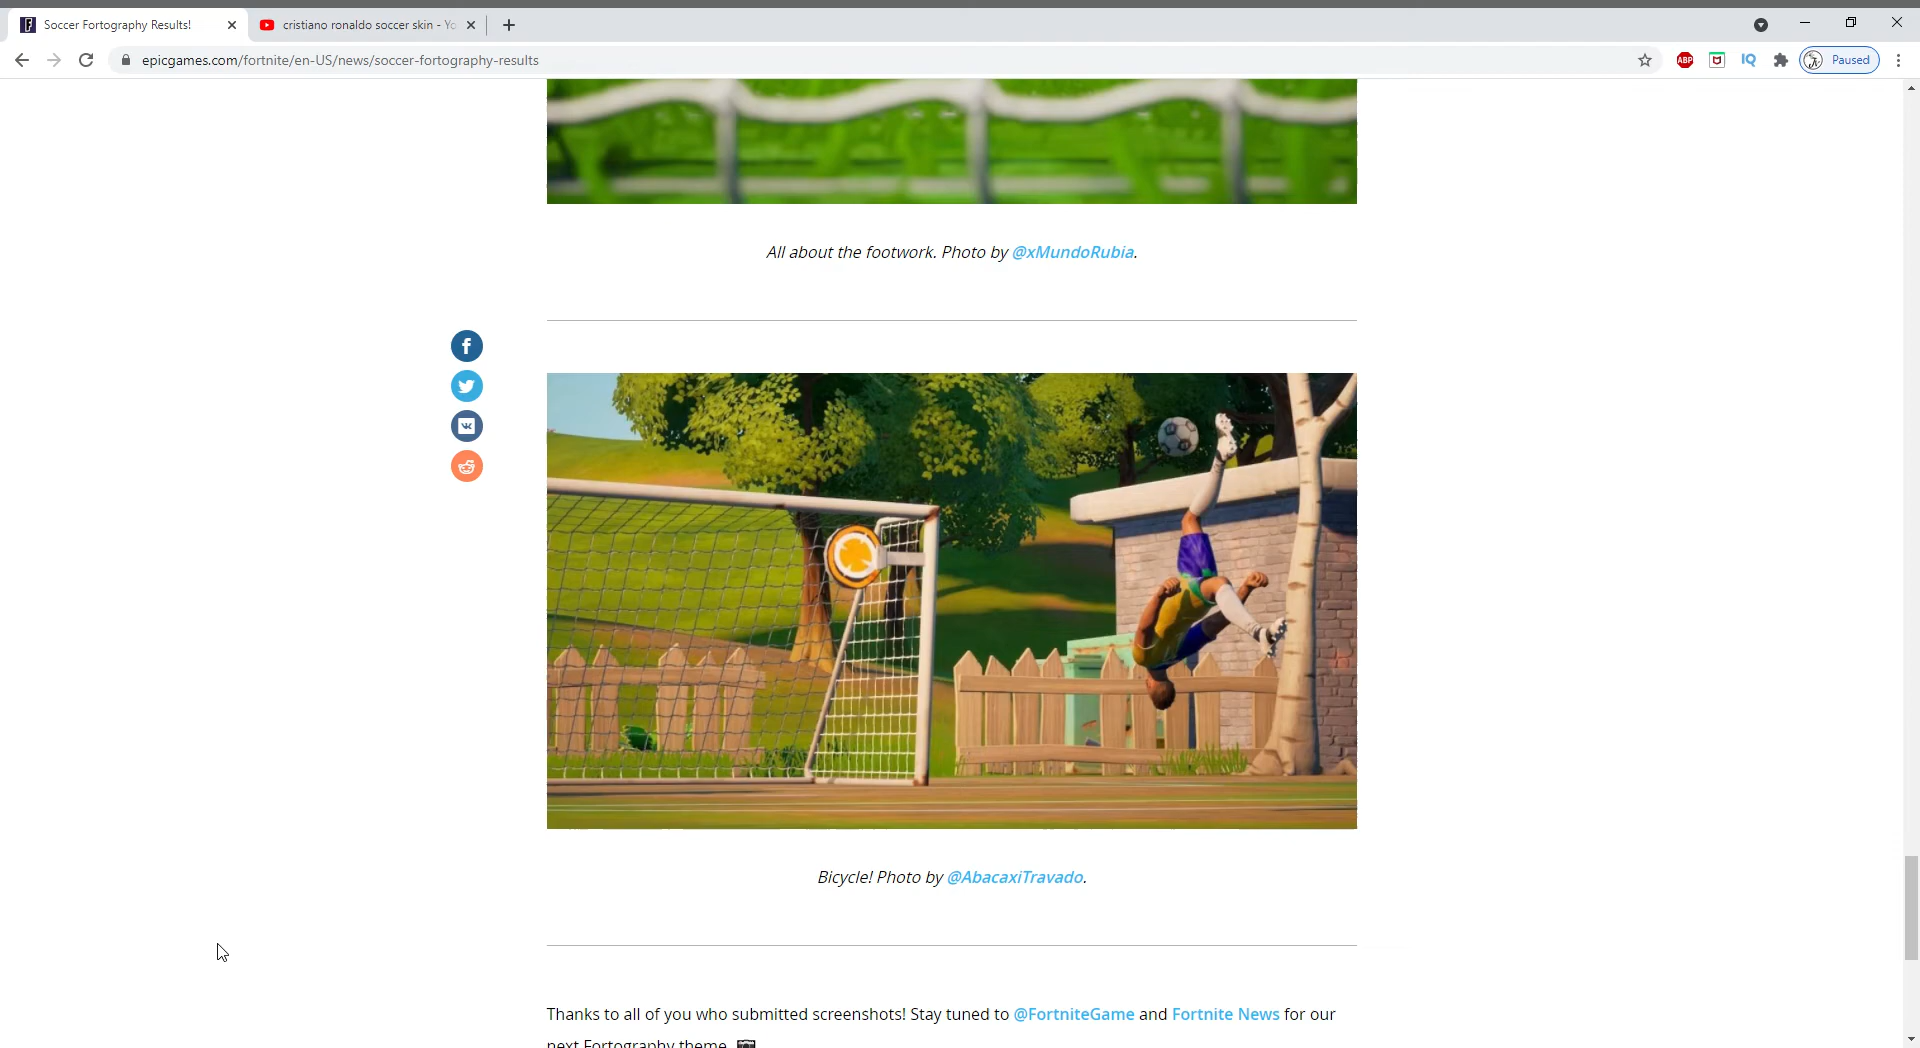 Soccer Fortography Results!
cristiano ronaldo soccer skin - Yo
epicgames.com/fortnite/en-US/news/soccer-fortography-results
ABP
IQ
Paused
All about the footwork. Photo by @xMundoRubia.
Bicycle! Photo by @AbacaxiTravado.
Thanks to all of you who submitted screenshots! Stay tuned to @FortniteGame and Fortnite News for our
next Fortography theme.